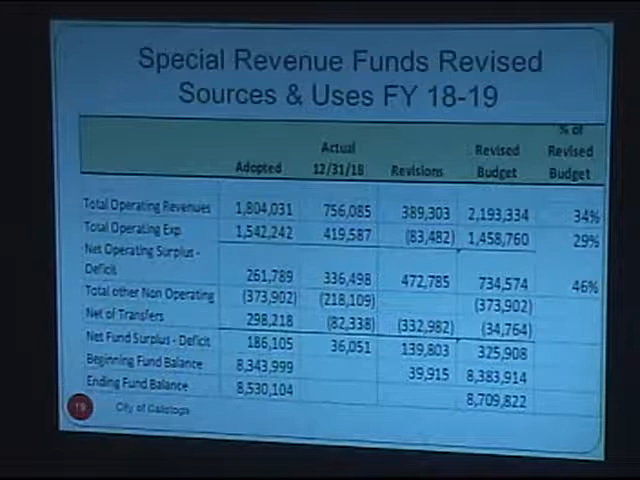 Special Revenue Funds Revised
Sources & Uses FY 18-19
Adopted Actual 12/31/18 Revisions Revised Budget % of Revised Budget
Total Operating Revenues 1,804,031 756,085 389,303 2,193,334 34%
Total Operating Exp 1,542,242 419,587 (83,482) 1,458,760 29%
Net Operating Surplus -
Deficit 261,789 336,498 472,785 734,574 46%
Total other Non Operating (373,902) (218,109) (373,902)
Net of Transfers 298,218 (82,338) (332,982) (34,764)
Net Fund Surplus - Deficit 186,105 36,051 139,803 325,908
Beginning Fund Balance 8,343,999 39,915 8,383,914
Ending Fund Balance 8,530,104 8,709,822
19 City of Calistoga